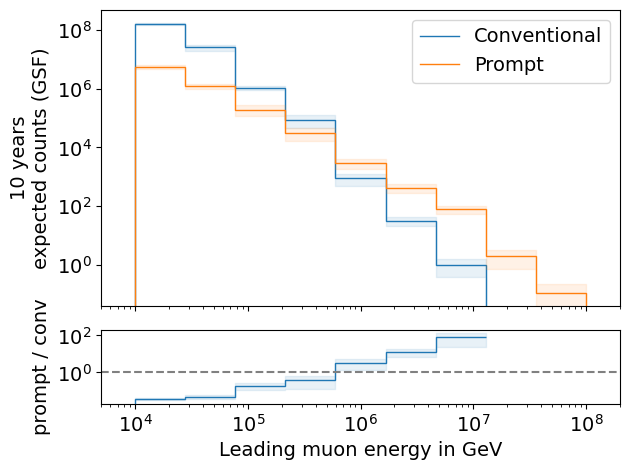 10 years
expected counts (GSF)
10⁸
10⁶
10⁴
10²
10⁰
Conventional
Prompt
prompt / conv
10²
10⁰
10⁴
10⁵
10⁶
10⁷
10⁸
Leading muon energy in GeV